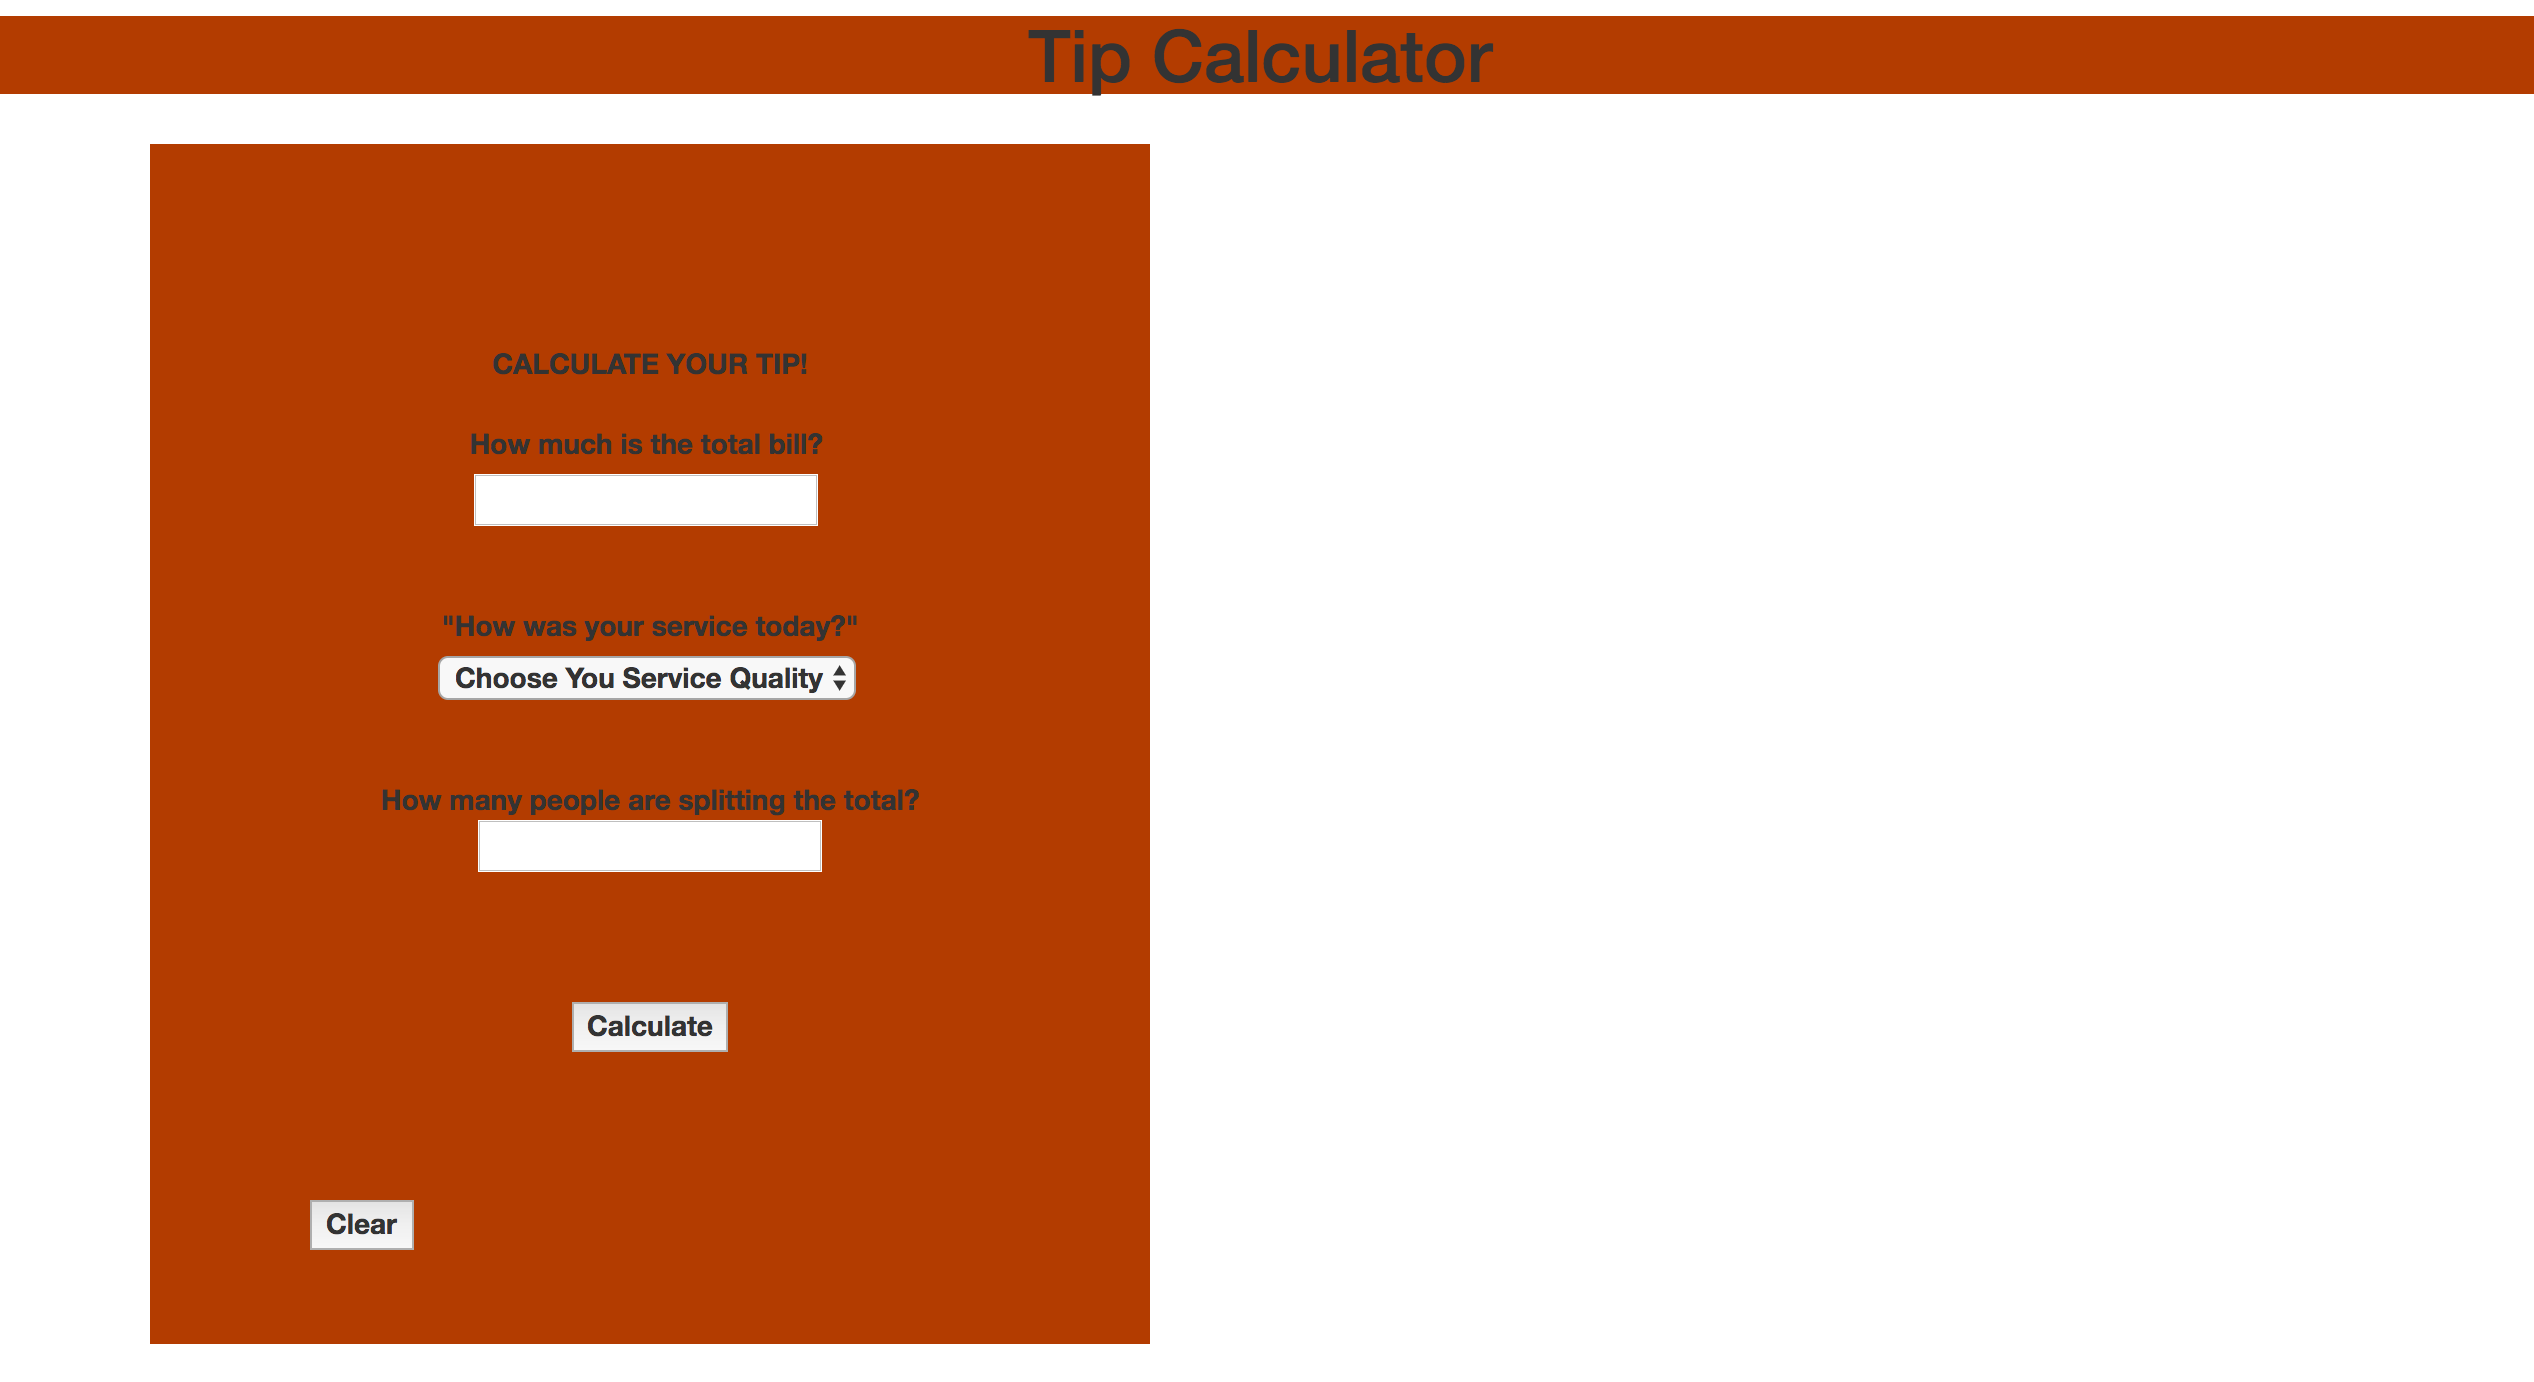 Tip Calculator
CALCULATE YOUR TIP!
How much is the total bill?
"How was your service today?"
Choose You Service Quality
How many people are splitting the total?
Calculate
Clear